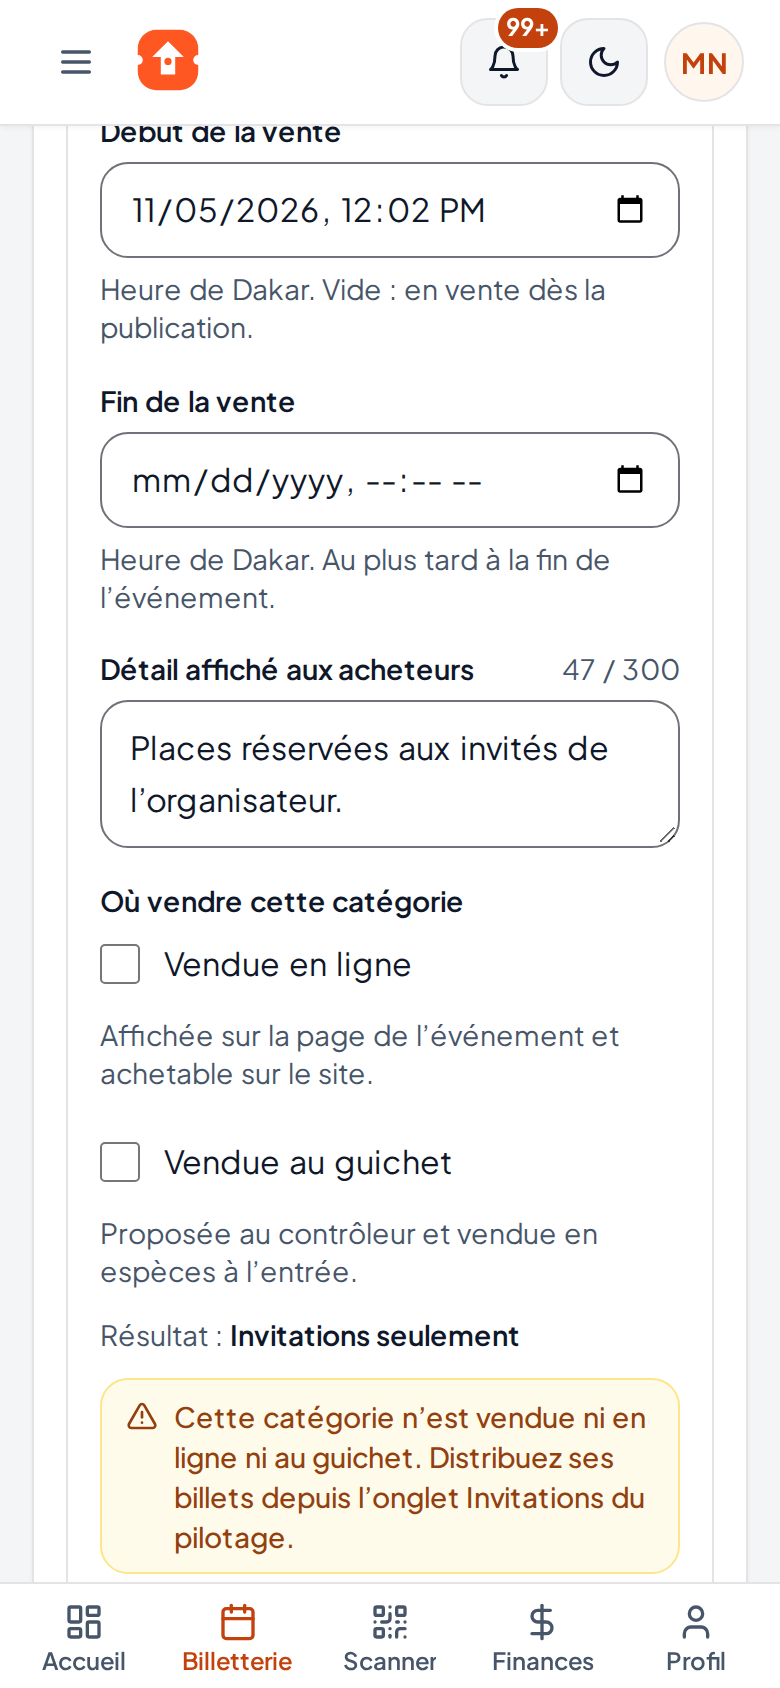 99+
MN
Début de la vente
11/05/2026, 12:02 PM
Heure de Dakar. Vide : en vente dès la
publication.
Fin de la vente
mm/dd/yyyy, --:-- --
Heure de Dakar. Au plus tard à la fin de
l’événement.
Détail affiché aux acheteurs 47 / 300
Places réservées aux invités de
l’organisateur.
Où vendre cette catégorie
Vendue en ligne
Affichée sur la page de l’événement et
achetable sur le site.
Vendue au guichet
Proposée au contrôleur et vendue en
espèces à l’entrée.
Résultat : Invitations seulement
Cette catégorie n’est vendue ni en
ligne ni au guichet. Distribuez ses
billets depuis l’onglet Invitations du
pilotage.
Accueil Billetterie Scanner Finances Profil